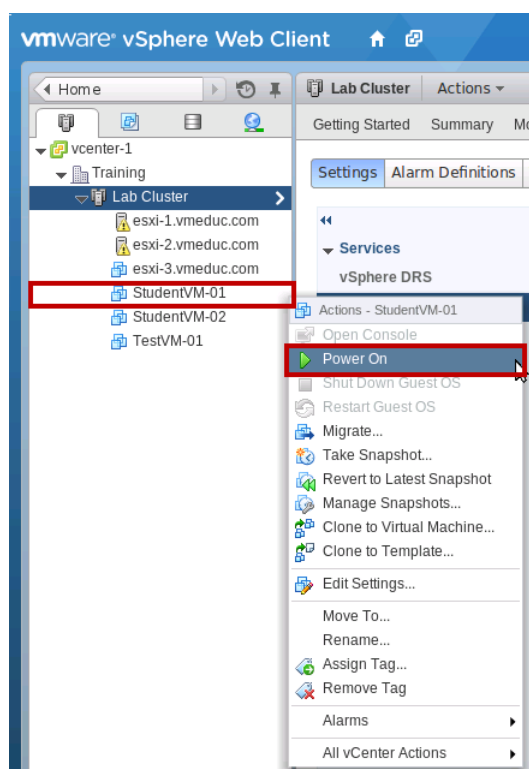 vmware® vSphere Web Client
Home
Lab Cluster Actions
Getting Started Summary
vcenter-1
Training
Settings Alarm Definitions
Lab Cluster
esxi-1.vmeduc.com
esxi-2.vmeduc.com
Services
esxi-3.vmeduc.com
vSphere DRS
StudentVM-01
Actions - StudentVM-01
StudentVM-02
Open Console
TestVM-01
Power On
Shut Down Guest OS
Restart Guest OS
Migrate...
Take Snapshot...
Revert to Latest Snapshot
Manage Snapshots...
Clone to Virtual Machine...
Clone to Template...
Edit Settings...
Move To...
Rename...
Assign Tag...
Remove Tag
Alarms
All vCenter Actions